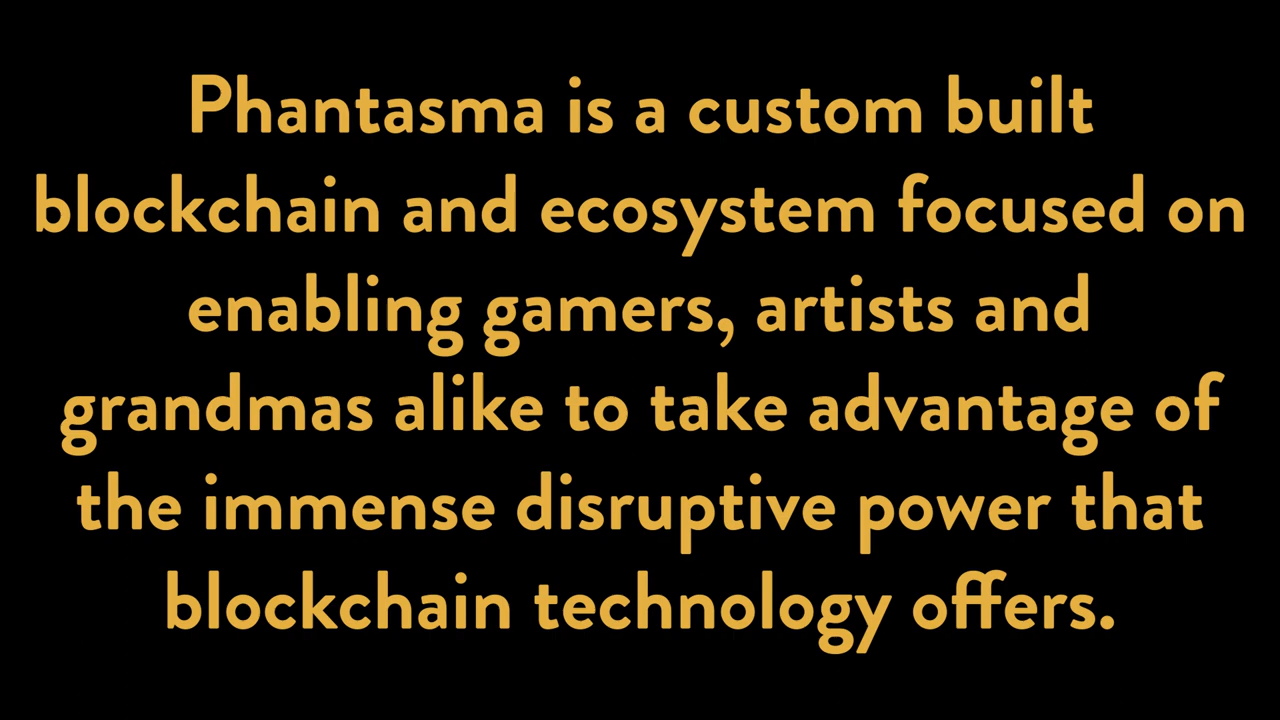 Phantasma is a custom built
blockchain and ecosystem focused on
enabling gamers, artists and
grandmas alike to take advantage of
the immense disruptive power that
blockchain technology offers.